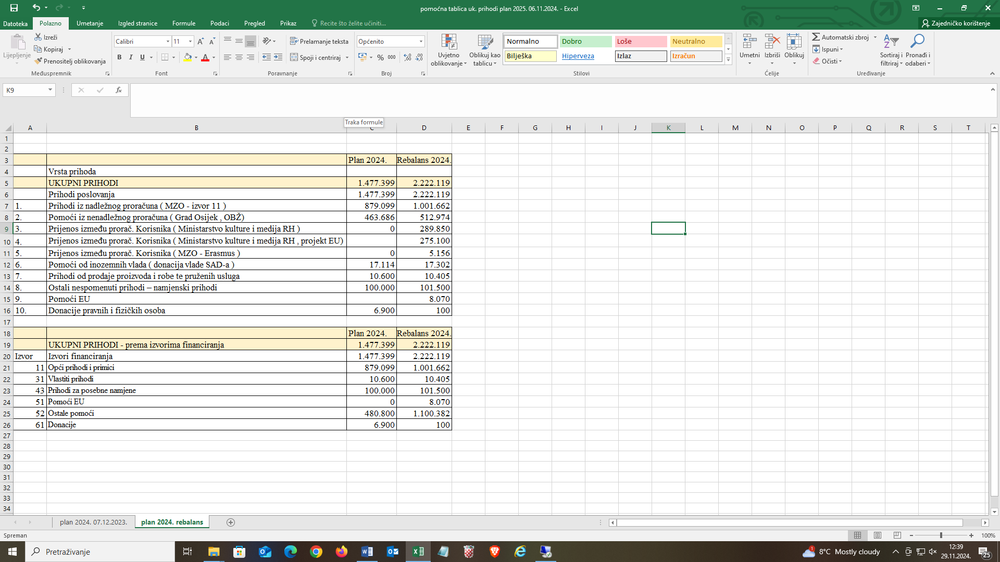 pomoćna tablica uk. prihodi plan 2025. 06.11.2024. - Excel
Datoteka Polazno Umetanje Izgled stranice Formule Podaci Pregled Prikaz Recite što želite učiniti... Zajedničko korištenje
Lijepljenje
Izreži
Kopiraj
Prenositelj oblikovanja
Međuspremnik
Calibri 11
B I U
Font
Prelamanje teksta
Spoji i centriraj
Poravnanje
Općenito
% 000
Broj
Uvjetno oblikovanje
Oblikuj kao tablicu
Normalno Dobro Loše Neutralno
Bilješka Hiperveza Izlaz Izračun
Stilovi
Umetni Izbriši Oblikuj
Ćelije
Automatski zbroj
Ispuni
Očisti
Sortiraj i filtriraj
Pronađi i odaberi
Uređivanje
K9 fx
Traka formule
A B C D E F G H I J K L M N O P Q R S T
1
2
3 Plan 2024. Rebalans 2024.
4 Vrsta prihoda
5 UKUPNI PRIHODI 1.477.399 2.222.119
6 Prihodi poslovanja 1.477.399 2.222.119
7 1. Prihodi iz nadležnog proračuna ( MZO - izvor 11 ) 879.099 1.001.662
8 2. Pomoći iz nenadležnog proračuna ( Grad Osijek , OBŽ) 463.686 512.974
9 3. Prijenos između prorač. Korisnika ( Ministarstvo kulture i medija RH ) 0 289.850
10 4. Prijenos između prorač. Korisnika ( Ministarstvo kulture i medija RH , projekt EU) 275.100
11 5. Prijenos između prorač. Korisnika ( MZO - Erasmus ) 0 5.156
12 6. Pomoći od inozemnih vlada ( donacija vlade SAD-a ) 17.114 17.302
13 7. Prihodi od prodaje proizvoda i robe te pruženih usluga 10.600 10.405
14 8. Ostali nespomenuti prihodi – namjenski prihodi 100.000 101.500
15 9. Pomoći EU 8.070
16 10. Donacije pravnih i fizičkih osoba 6.900 100
17
18 Plan 2024. Rebalans 2024.
19 UKUPNI PRIHODI - prema izvorima financiranja 1.477.399 2.222.119
20 Izvor Izvori financiranja 1.477.399 2.222.119
21 11 Opći prihodi i primici 879.099 1.001.662
22 31 Vlastiti prihodi 10.600 10.405
23 43 Prihodi za posebne namjene 100.000 101.500
24 51 Pomoći EU 0 8.070
25 52 Ostale pomoći 480.800 1.100.382
26 61 Donacije 6.900 100
27
28
29
30
31
32
33
34
plan 2024. 07.12.2023. plan 2024. rebalans
Spreman 100%
Pretraživanje 8°C Mostly cloudy 12:39
29.11.2024. 25